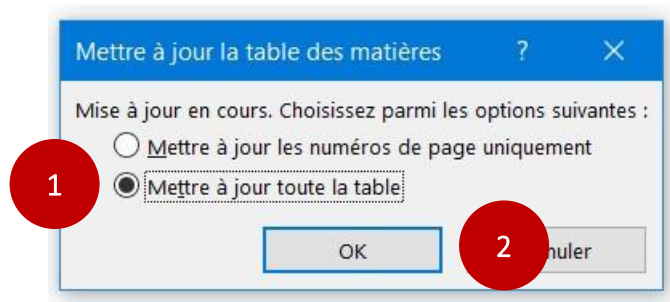 Mettre à jour la table des matières ? ✕
Mise à jour en cours. Choisissez parmi les options suivantes :
Mettre à jour les numéros de page uniquement
1 Mettre à jour toute la table
OK 2 nuler